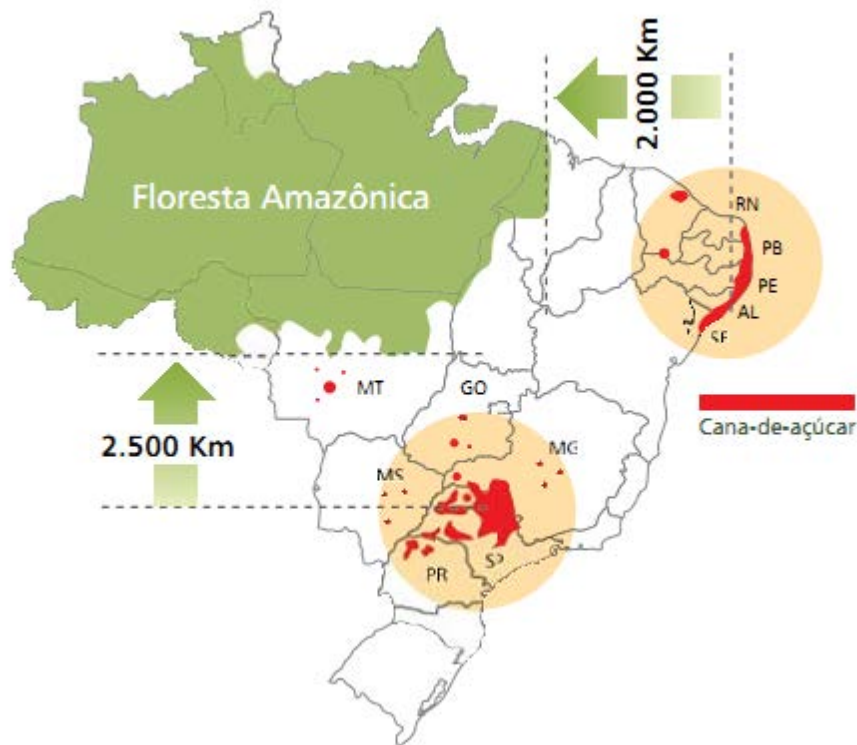 2.000 Km
Floresta Amazônica
RN
PB
PE
AL
SE
Cana-de-açúcar
MT
GO
2.500 Km
MG
MS
SP
PR